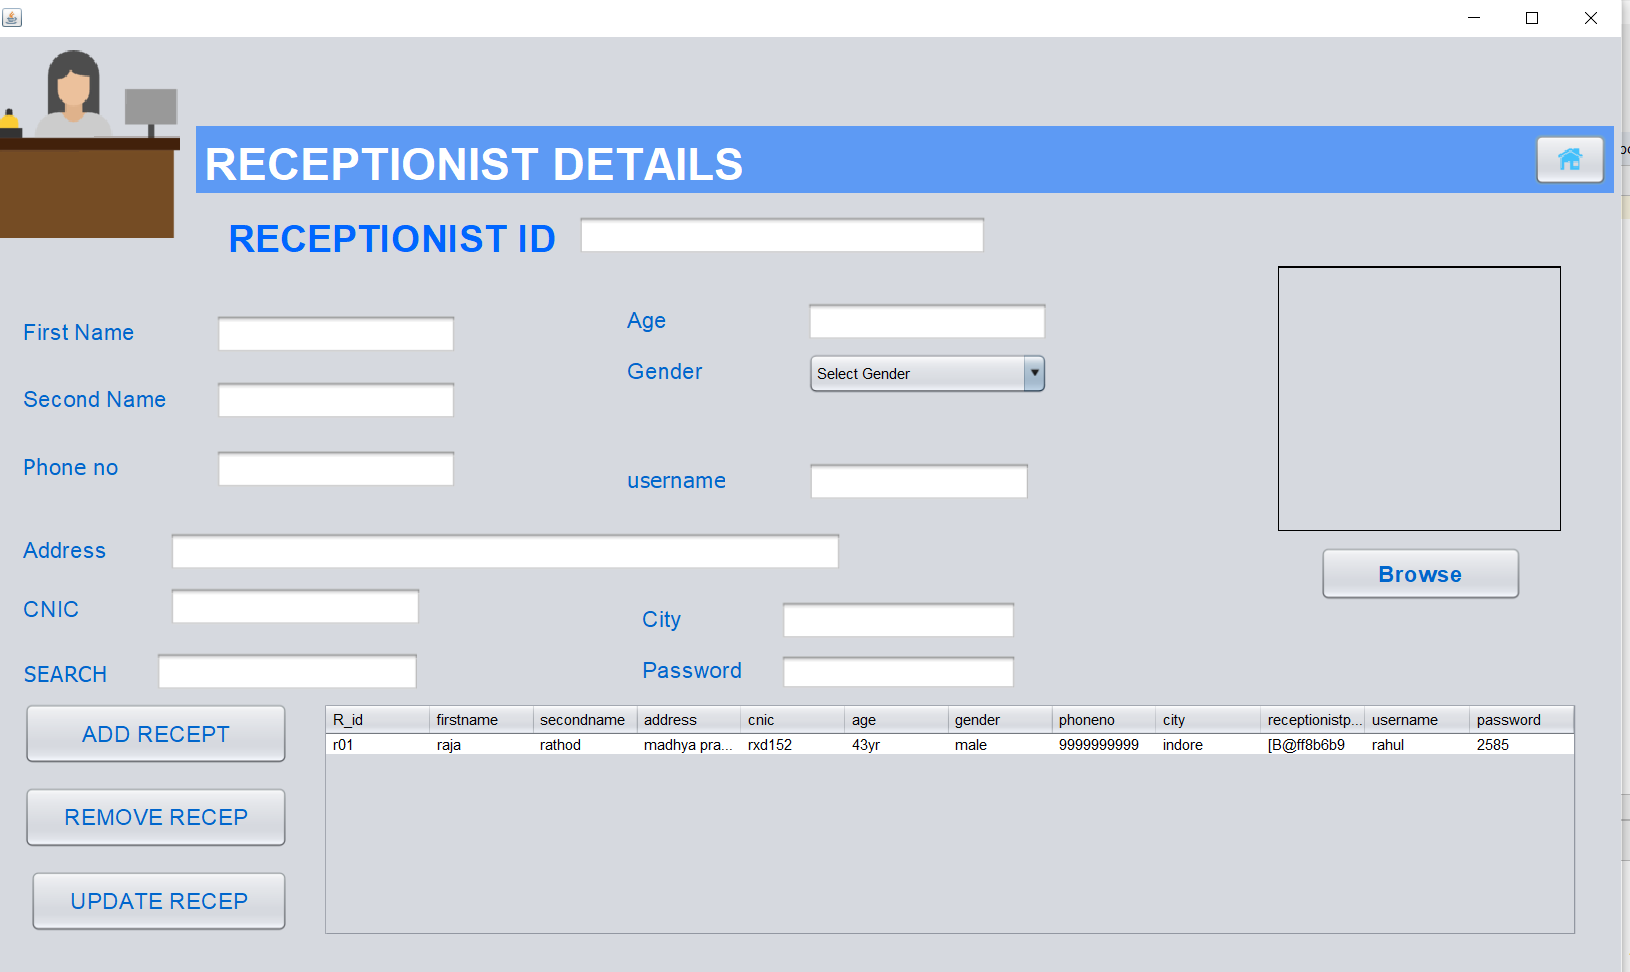 RECEPTIONIST DETAILS
RECEPTIONIST ID
First Name
Age
Gender
Select Gender
Second Name
Phone no
username
Address
Browse
CNIC
City
SEARCH
Password
ADD RECEPT
REMOVE RECEP
UPDATE RECEP
R_id firstname secondname address cnic age gender phoneno city receptionistp... username password
r01 raja rathod madhya pra... rxd152 43yr male 9999999999 indore [B@ff8b6b9 rahul 2585